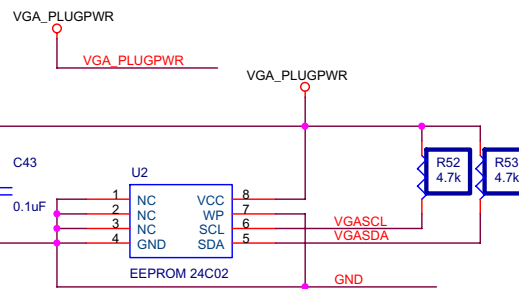 VGA_PLUGPWR
VGA_PLUGPWR
VGA_PLUGPWR
C43
0.1uF
U2
R52
4.7k
R53
4.7k
1 NC VCC 8
2 NC WP 7
3 NC SCL 6 VGASCL
4 GND SDA 5 VGASDA
EEPROM 24C02
GND